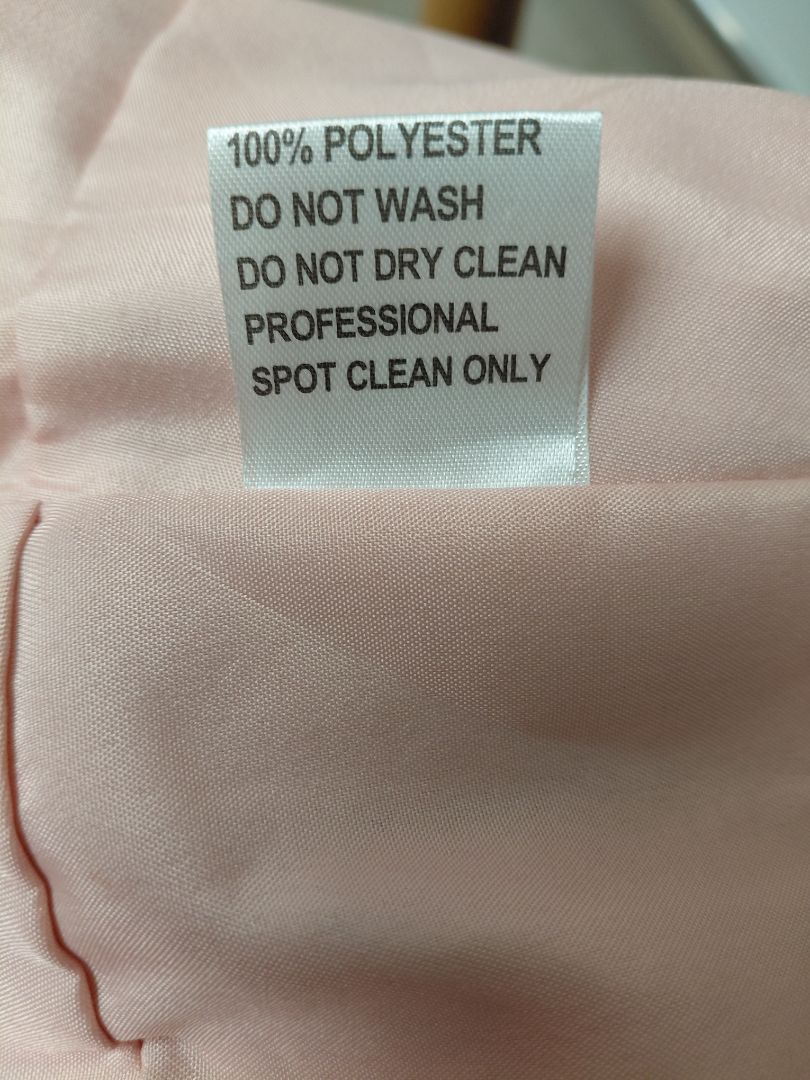 100% POLYESTER
DO NOT WASH
DO NOT DRY CLEAN
PROFESSIONAL
SPOT CLEAN ONLY